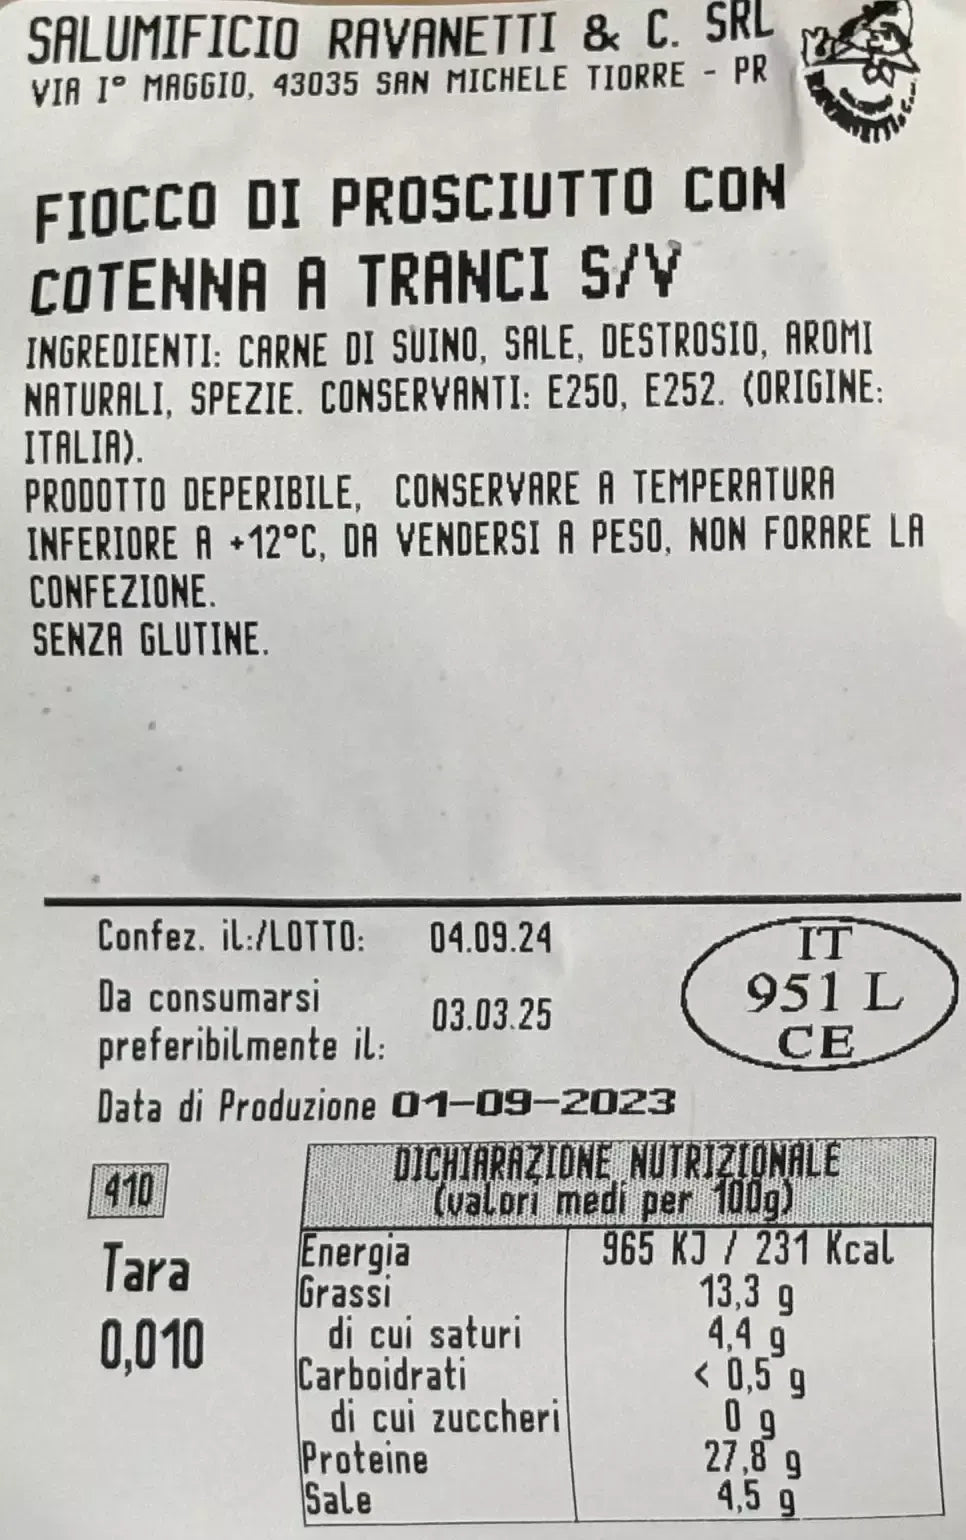 SALUMIFICIO RAVANETTI & C. SRL
VIA I° MAGGIO, 43035 SAN MICHELE TIORRE - PR
RAVANETTI & C.
FIOCCO DI PROSCIUTTO CON
COTENNA A TRANCI S/V
INGREDIENTI: CARNE DI SUINO, SALE, DESTROSIO, AROMI
NATURALI, SPEZIE. CONSERVANTI: E250, E252. (ORIGINE:
ITALIA).
PRODOTTO DEPERIBILE, CONSERVARE A TEMPERATURA
INFERIORE A +12°C, DA VENDERSI A PESO, NON FORARE LA
CONFEZIONE.
SENZA GLUTINE.
Confez. il:/LOTTO: 04.09.24
Da consumarsi
preferibilmente il: 03.03.25
IT
951 L
CE
Data di Produzione 01-09-2023
410
Tara
0,010
DICHIARAZIONE NUTRIZIONALE
(valori medi per 100g)
Energia 965 KJ / 231 Kcal
Grassi 13,3 g
di cui saturi 4,4 g
Carboidrati < 0,5 g
di cui zuccheri 0 g
Proteine 27,8 g
Sale 4,5 g